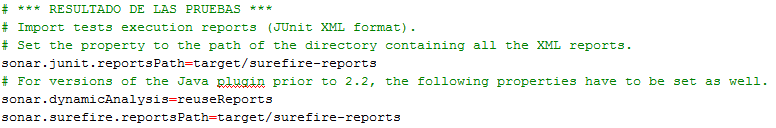 # *** RESULTADO DE LAS PRUEBAS ***
# Import tests execution reports (JUnit XML format).
# Set the property to the path of the directory containing all the XML reports.
sonar.junit.reportsPath=target/surefire-reports
# For versions of the Java plugin prior to 2.2, the following properties have to be set as well.
sonar.dynamicAnalysis=reuseReports
sonar.surefire.reportsPath=target/surefire-reports